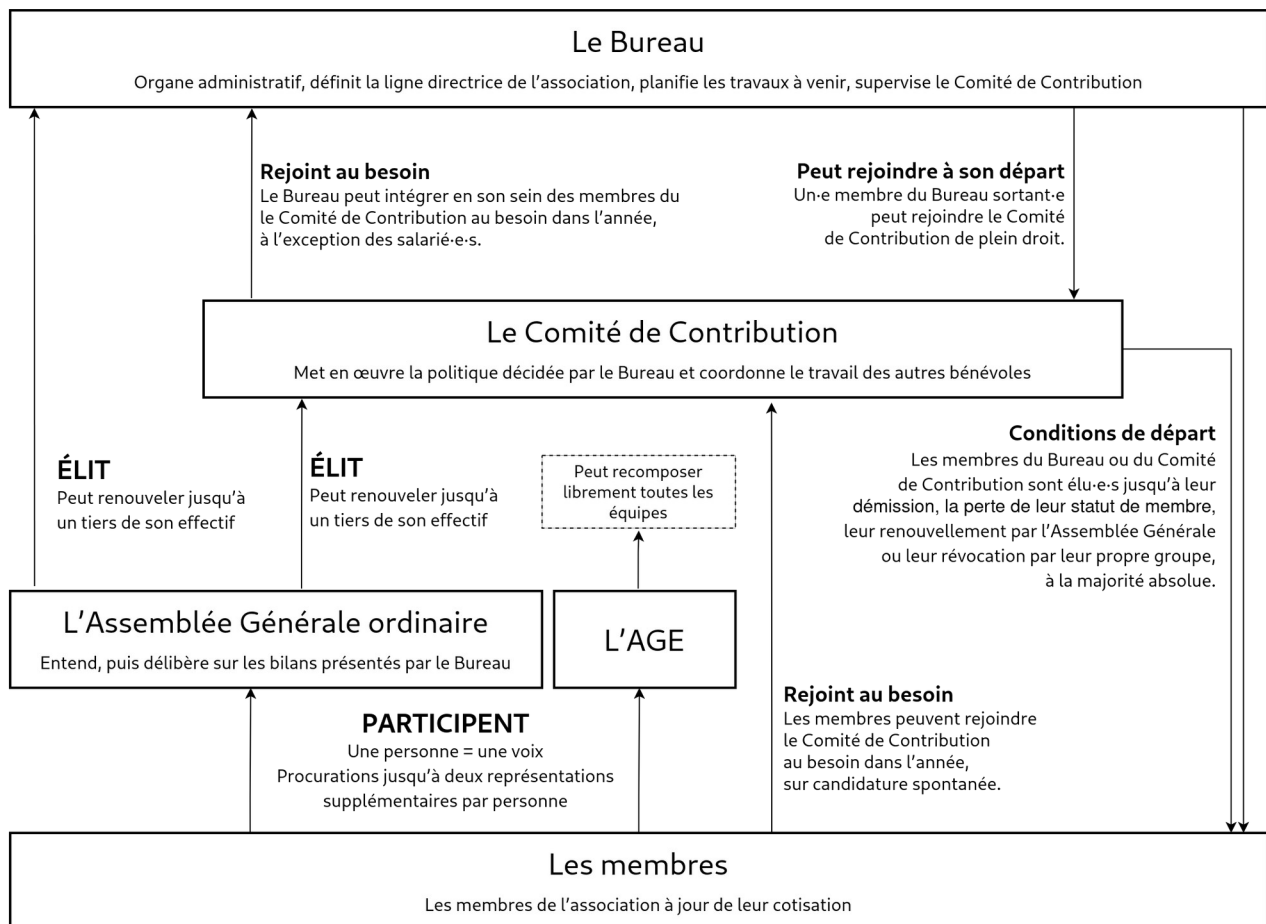 Le Bureau
Organe administratif, définit la ligne directrice de l'association, planifie les travaux à venir, supervise le Comité de Contribution
Rejoint au besoin
Le Bureau peut intégrer en son sein des membres du
le Comité de Contribution au besoin dans l'année,
à l'exception des salarié·e·s.
Peut rejoindre à son départ
Un·e membre du Bureau sortant·e
peut rejoindre le Comité
de Contribution de plein droit.
Le Comité de Contribution
Met en œuvre la politique décidée par le Bureau et coordonne le travail des autres bénévoles
ÉLIT
Peut renouveler jusqu'à
un tiers de son effectif
ÉLIT
Peut renouveler jusqu'à
un tiers de son effectif
Peut recomposer
librement toutes les
équipes
Conditions de départ
Les membres du Bureau ou du Comité
de Contribution sont élu·e·s jusqu'à leur
démission, la perte de leur statut de membre,
leur renouvellement par l'Assemblée Générale
ou leur révocation par leur propre groupe,
à la majorité absolue.
L'Assemblée Générale ordinaire
Entend, puis délibère sur les bilans présentés par le Bureau
L'AGE
PARTICIPENT
Une personne = une voix
Procurations jusqu'à deux représentations
supplémentaires par personne
Rejoint au besoin
Les membres peuvent rejoindre
le Comité de Contribution
au besoin dans l'année,
sur candidature spontanée.
Les membres
Les membres de l'association à jour de leur cotisation